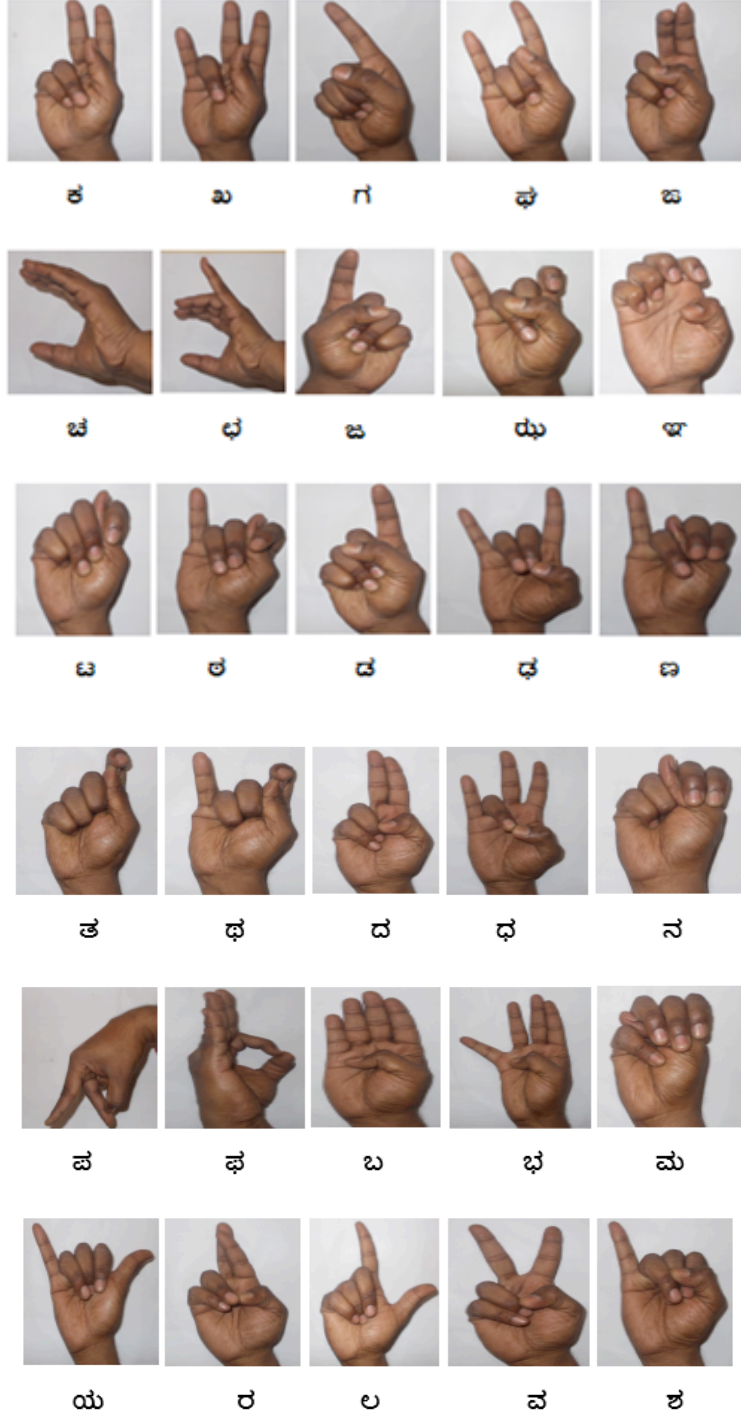 ಕ ಖ ಗ ಘ ಙ
ಚ ಛ ಜ ಝ ಞ
ಟ ಠ ಡ ಢ ಣ
ತ ಥ ದ ಧ ನ
ಪ ಫ ಬ ಭ ಮ
ಯ ರ ಲ ವ ಶ